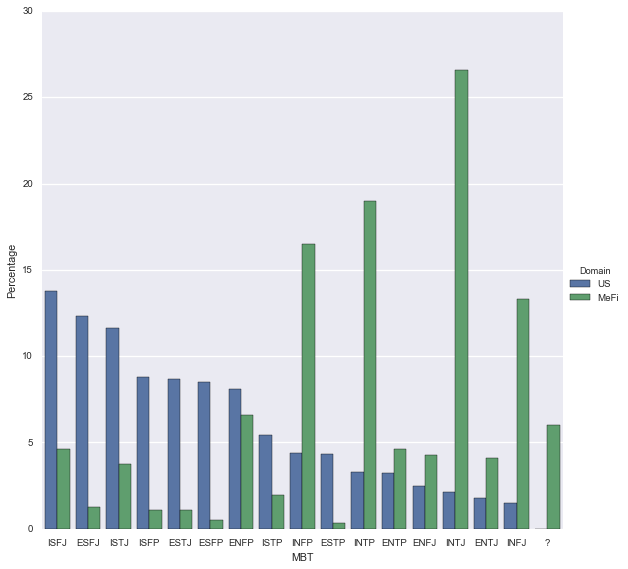 30
25
20
15
10
5
0
Percentage
ISFJ ESFJ ISTJ ISFP ESTJ ESFP ENFP ISTP INFP ESTP INTP ENTP ENFJ INTJ ENTJ INFJ ?
MBT
Domain
US
MeFi